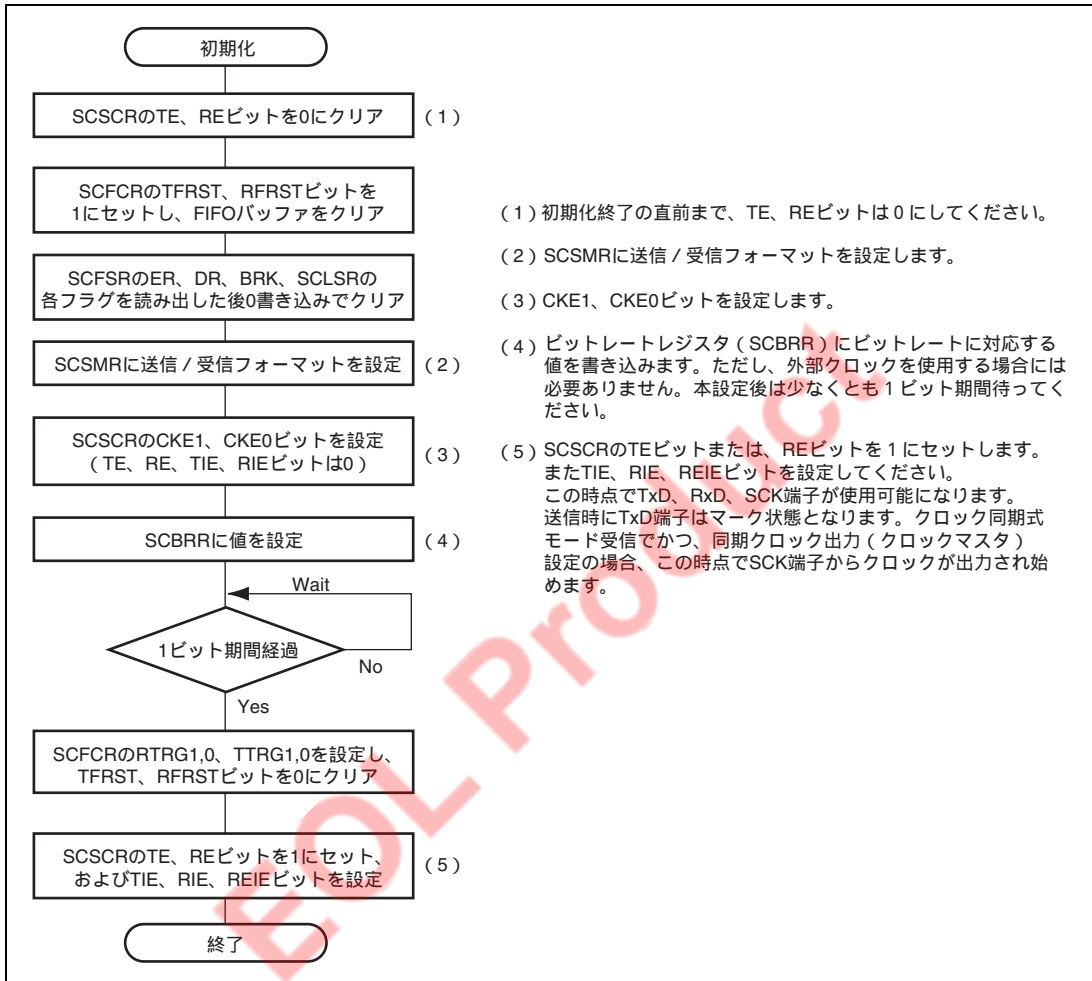 初期化
SCSCRのTE、REビットを0にクリア
(1)
SCFCRのTFRST、RFRSTビットを
1にセットし、FIFOバッファをクリア
SCFSRのER、DR、BRK、SCLSRの
各フラグを読み出した後0書き込みでクリア
SCSMRに送信/受信フォーマットを設定
(2)
SCSCRのCKE1、CKE0ビットを設定
(TE、RE、TIE、RIEビットは0)
(3)
SCBRRに値を設定
(4)
Wait
1ビット期間経過
No
Yes
SCFCRのRTRG1,0、TTRG1,0を設定し、
TFRST、RFRSTビットを0にクリア
SCSCRのTE、REビットを1にセット、
およびTIE、RIE、REIEビットを設定
(5)
終了
(1)初期化終了の直前まで、TE、REビットは0にしてください。
(2)SCSMRに送信/受信フォーマットを設定します。
(3)CKE1、CKE0ビットを設定します。
(4)ビットレートレジスタ(SCBRR)にビットレートに対応する
値を書き込みます。ただし、外部クロックを使用する場合には
必要ありません。本設定後は少なくとも1ビット期間待ってく
ださい。
(5)SCSCRのTEビットまたは、REビットを1にセットします。
またTIE、RIE、REIEビットを設定してください。
この時点でTxD、RxD、SCK端子が使用可能になります。
送信時にTxD端子はマーク状態となります。クロック同期式
モード受信でかつ、同期クロック出力(クロックマスタ)
設定の場合、この時点でSCK端子からクロックが出力され始
めます。
EOL Product